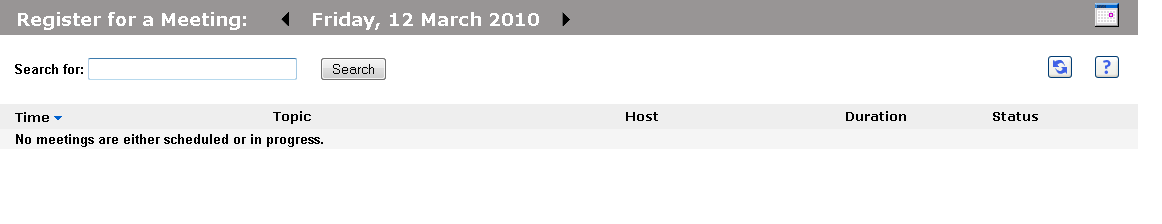 Register for a Meeting: Friday, 12 March 2010
Search for: Search
?
Time Topic Host Duration Status
No meetings are either scheduled or in progress.